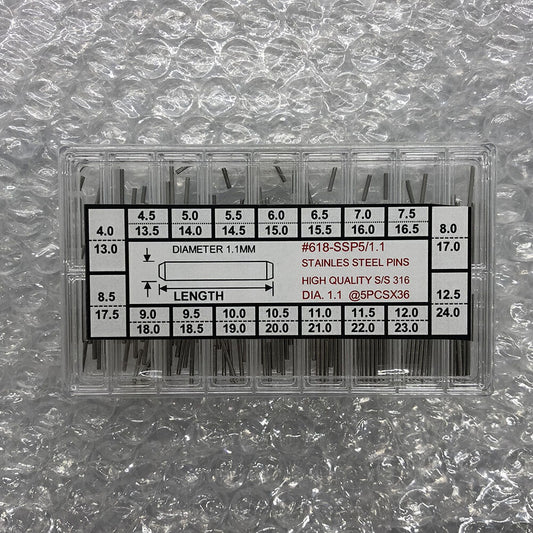 4.0
13.0
4.5 5.0 5.5 6.0 6.5 7.0 7.5
13.5 14.0 14.5 15.0 15.5 16.0 16.5
8.0
17.0
DIAMETER 1.1MM
LENGTH
#618-SSP5/1.1
STAINLES STEEL PINS
HIGH QUALITY S/S 316
DIA. 1.1 @5PCSX36
8.5
17.5
9.0 9.5 10.0 10.5 11.0 11.5 12.0
18.0 18.5 19.0 20.0 21.0 22.0 23.0
12.5
24.0